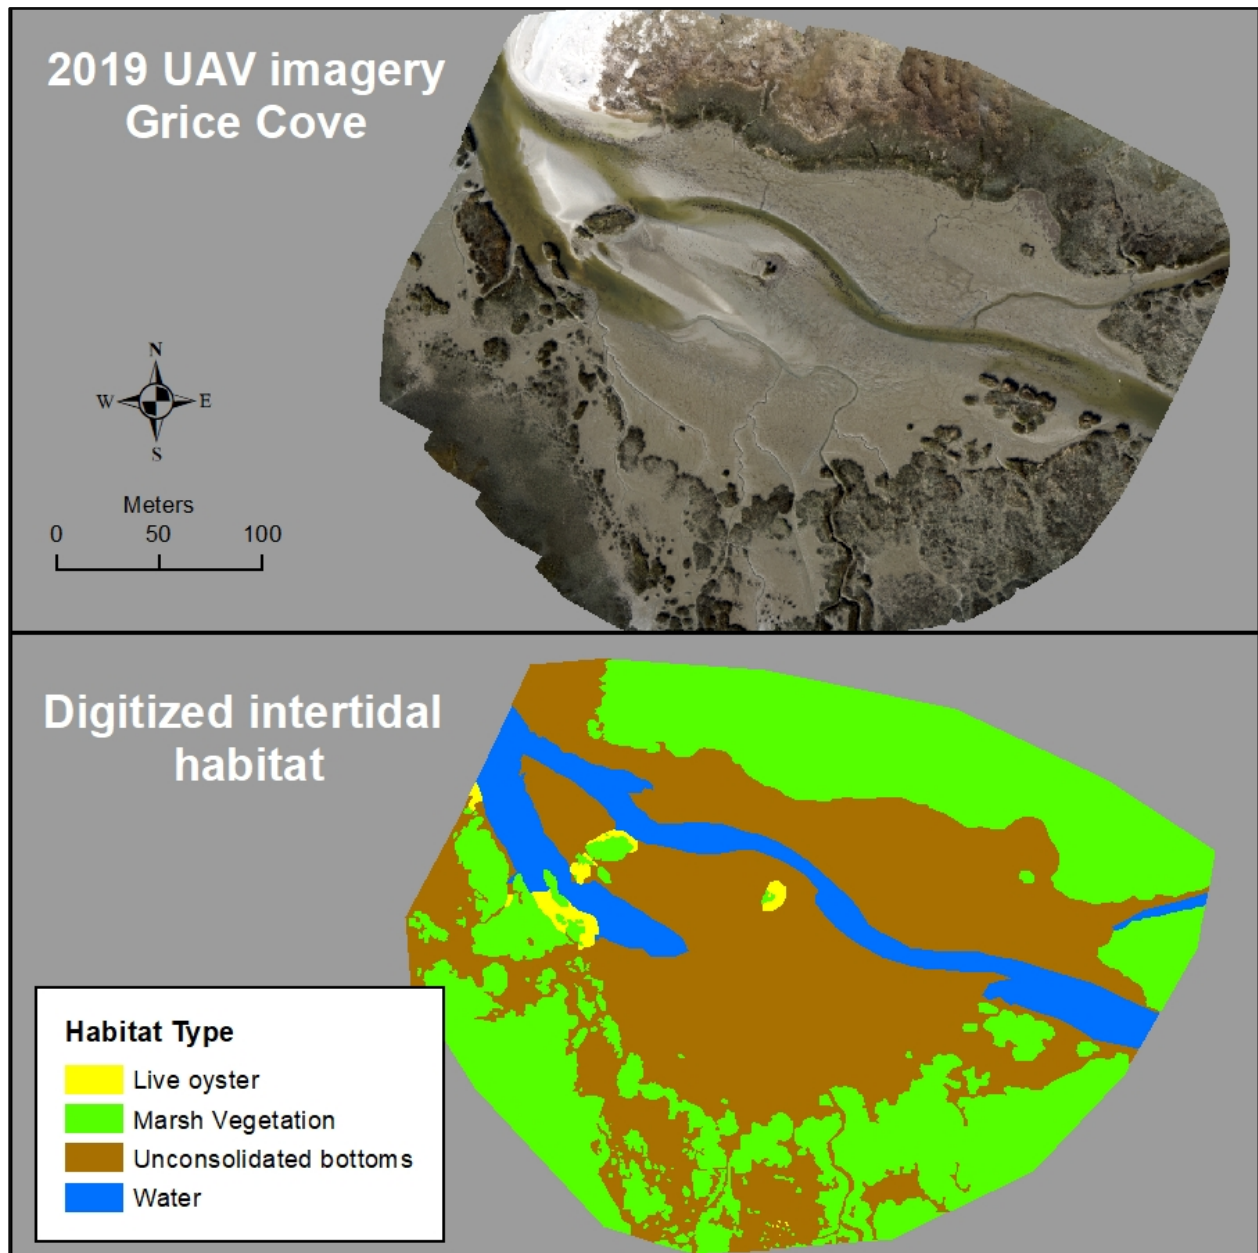 2019 UAV imagery
Grice Cove
N
W E
S
Meters
0 50 100
Digitized intertidal
habitat
Habitat Type
Live oyster
Marsh Vegetation
Unconsolidated bottoms
Water